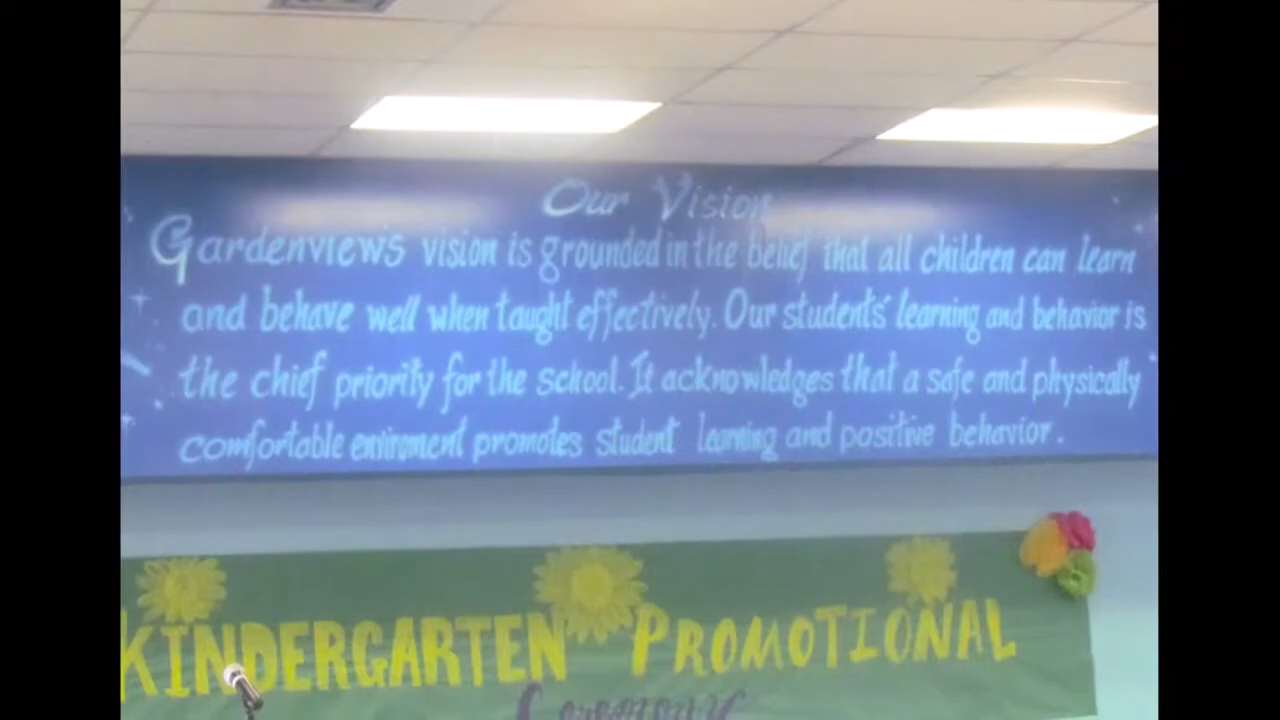 Our Vision
Gardenview's vision is grounded in the belief that all children can learn
and behave well when taught effectively. Our students' learning and behavior is
the chief priority for the school. It acknowledges that a safe and physically
comfortable enviroment promotes student learning and positive behavior.
KINDERGARTEN PROMOTIONAL
Ceremony